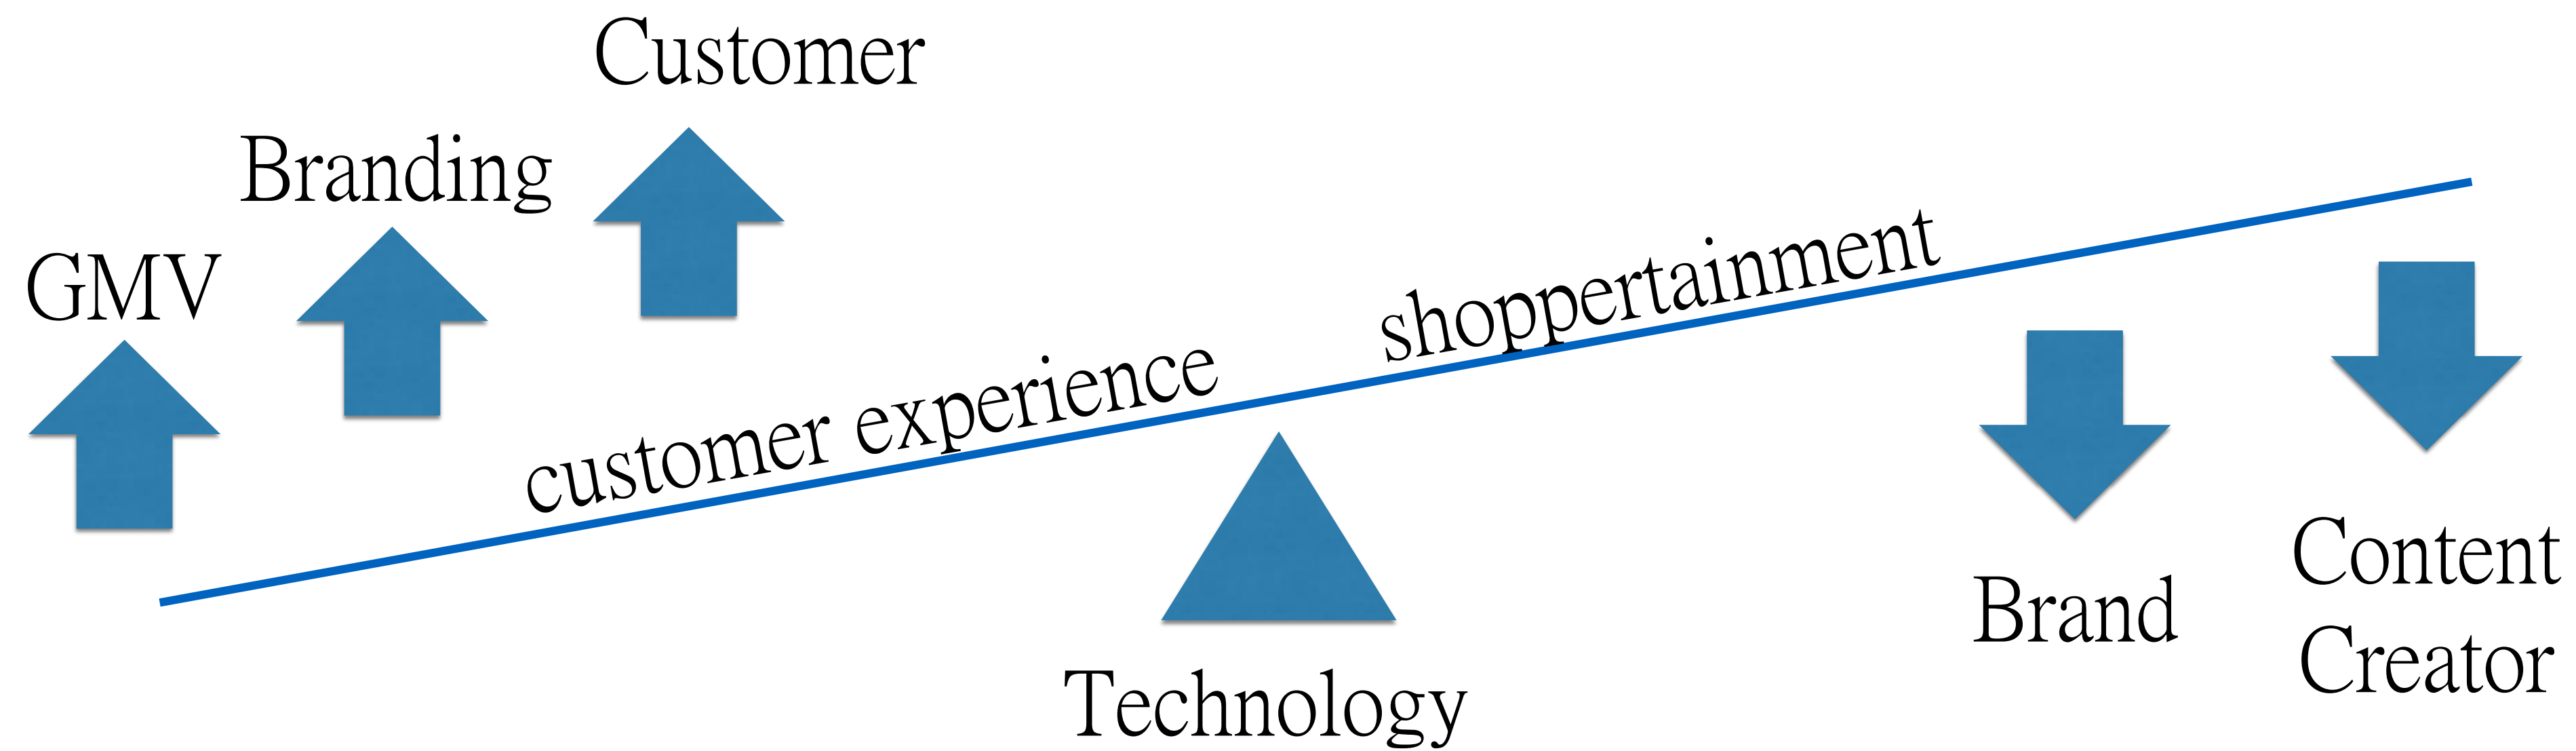 Customer
Branding
GMV
customer experience
shoppertainment
Technology
Brand
Content
Creator